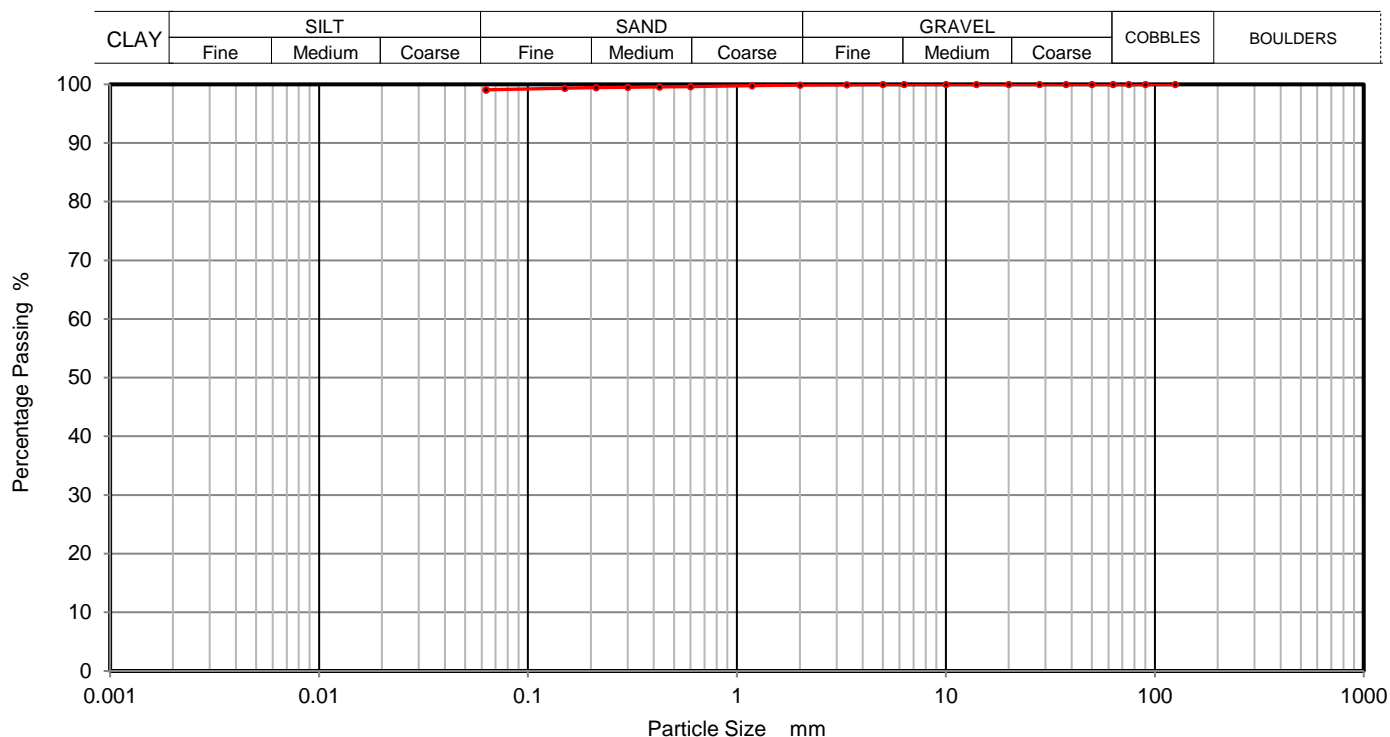 CLAY SILT SAND GRAVEL COBBLES BOULDERS
Fine Medium Coarse Fine Medium Coarse Fine Medium Coarse
100
90
80
70
60
50
40
30
20
10
0
Percentage Passing %
0.001 0.01 0.1 1 10 100 1000
Particle Size mm